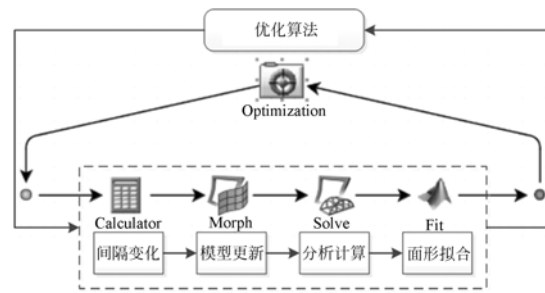 优化算法
Optimization
Calculator Morph Solve Fit
间隔变化 模型更新 分析计算 面形拟合